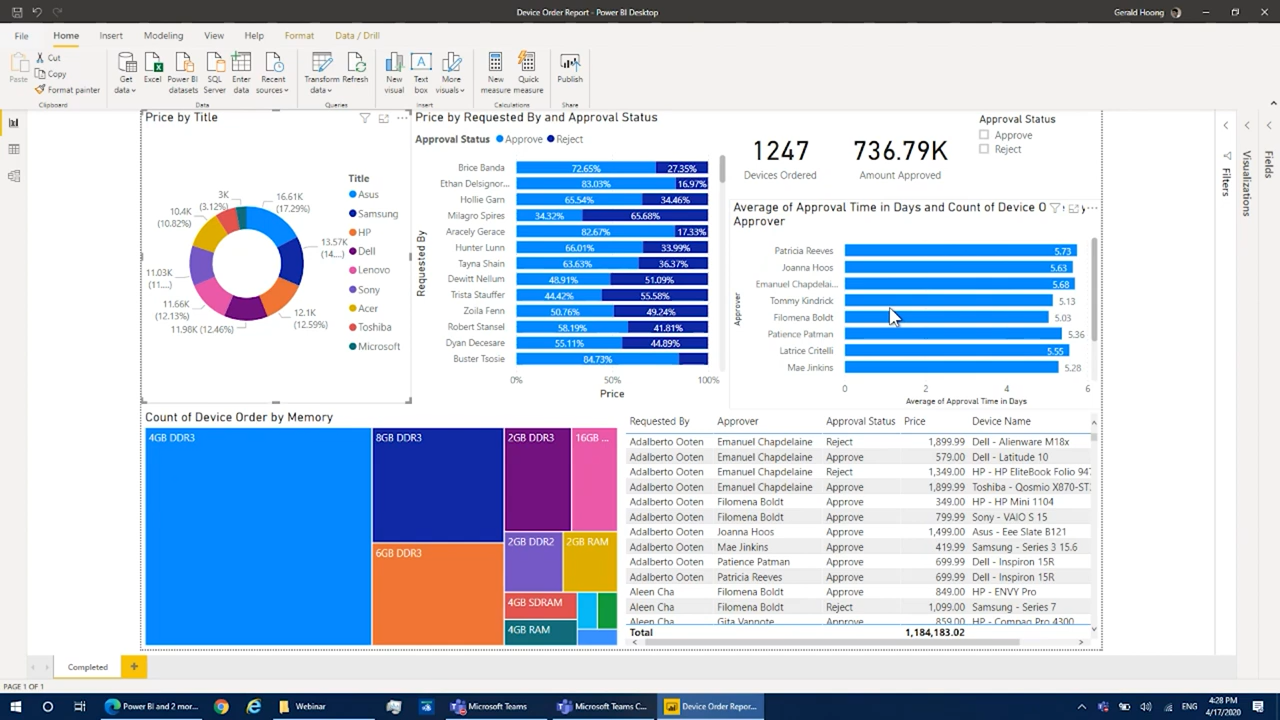 Device Order Report - Power BI Desktop
Gerald Hoong
File
Home
Insert
Modeling
View
Help
Format
Data / Drill
Paste
Cut
Copy
Format painter
Clipboard
Get data
Excel
Power BI datasets
SQL Server
Enter data
Recent sources
Data
Transform data
Refresh
Queries
New visual
Text box
More visuals
Insert
New measure
Quick measure
Calculations
Publish
Share
Price by Title
3K
(3.12%)
16.61K
(17.29%)
10.4K
(10.82%)
13.57K
(14....)
11.03K
(11....)
11.66K
(12.13%)
12.1K
(12.59%)
11.98K (12.46%)
Title
Asus
Samsung
HP
Dell
Lenovo
Sony
Acer
Toshiba
Microsoft
Price by Requested By and Approval Status
Approval Status Approve Reject
Requested By
Brice Banda 72.65% 27.35%
Ethan Delsignor... 83.03% 16.97%
Hollie Garn 65.54% 34.46%
Milagro Spires 34.32% 65.68%
Aracely Gerace 82.67% 17.33%
Hunter Lunn 66.01% 33.99%
Tayna Shain 63.63% 36.37%
Dewitt Nellum 48.91% 51.09%
Trista Stauffer 44.42% 55.58%
Zoila Fenn 50.76% 49.24%
Robert Stansel 58.19% 41.81%
Dyan Decesare 55.11% 44.89%
Buster Tsosie 84.73%
0% 50% 100%
Price
1247
Devices Ordered
736.79K
Amount Approved
Approval Status
Approve
Reject
Average of Approval Time in Days and Count of Device O
Approver
Approver
Patricia Reeves 5.73
Joanna Hoos 5.63
Emanuel Chapdelai... 5.68
Tommy Kindrick 5.13
Filomena Boldt 5.03
Patience Patman 5.36
Latrice Critelli 5.55
Mae Jinkins 5.28
0 2 4 6
Average of Approval Time in Days
Filters
Visualizations
Fields
Count of Device Order by Memory
4GB DDR3
8GB DDR3
6GB DDR3
2GB DDR3
16GB ...
2GB DDR2
2GB RAM
4GB SDRAM
4GB RAM
Requested By Approver Approval Status Price Device Name
Adalberto Ooten Emanuel Chapdelaine Reject 1,899.99 Dell - Alienware M18x
Adalberto Ooten Emanuel Chapdelaine Approve 579.00 Dell - Latitude 10
Adalberto Ooten Emanuel Chapdelaine Reject 1,349.00 HP - HP EliteBook Folio 947
Adalberto Ooten Emanuel Chapdelaine Approve 1,899.99 Toshiba - Qosmio X870-ST
Adalberto Ooten Filomena Boldt Approve 349.00 HP - HP Mini 1104
Adalberto Ooten Filomena Boldt Approve 799.99 Sony - VAIO S 15
Adalberto Ooten Joanna Hoos Approve 1,499.00 Asus - Eee Slate B121
Adalberto Ooten Mae Jinkins Approve 419.99 Samsung - Series 3 15.6
Adalberto Ooten Patience Patman Approve 699.99 Dell - Inspiron 15R
Adalberto Ooten Patricia Reeves Approve 699.99 Dell - Inspiron 15R
Aleen Cha Filomena Boldt Approve 849.00 HP - ENVY Pro
Aleen Cha Filomena Boldt Reject 1,099.00 Samsung - Series 7
Aleen Cha Gita Vannote Approve 859.00 HP - Compaq Pro 4300
Total 1,184,183.02
Completed
PAGE 1 OF 1
Power BI and 2 mor...
Webinar
Microsoft Teams
Microsoft Teams C...
Device Order Repor...
4:28 PM
4/17/2020